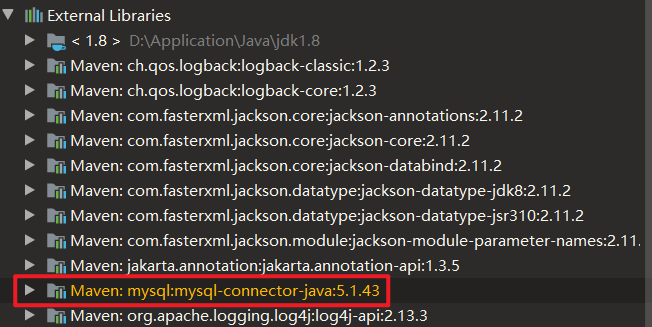 External Libraries
< 1.8 > D:\Application\Java\jdk1.8
Maven: ch.qos.logback:logback-classic:1.2.3
Maven: ch.qos.logback:logback-core:1.2.3
Maven: com.fasterxml.jackson.core:jackson-annotations:2.11.2
Maven: com.fasterxml.jackson.core:jackson-core:2.11.2
Maven: com.fasterxml.jackson.core:jackson-databind:2.11.2
Maven: com.fasterxml.jackson.datatype:jackson-datatype-jdk8:2.11.2
Maven: com.fasterxml.jackson.datatype:jackson-datatype-jsr310:2.11.2
Maven: com.fasterxml.jackson.module:jackson-module-parameter-names:2.11.
Maven: jakarta.annotation:jakarta.annotation-api:1.3.5
Maven: mysql:mysql-connector-java:5.1.43
Maven: org.apache.logging.log4j:log4j-api:2.13.3